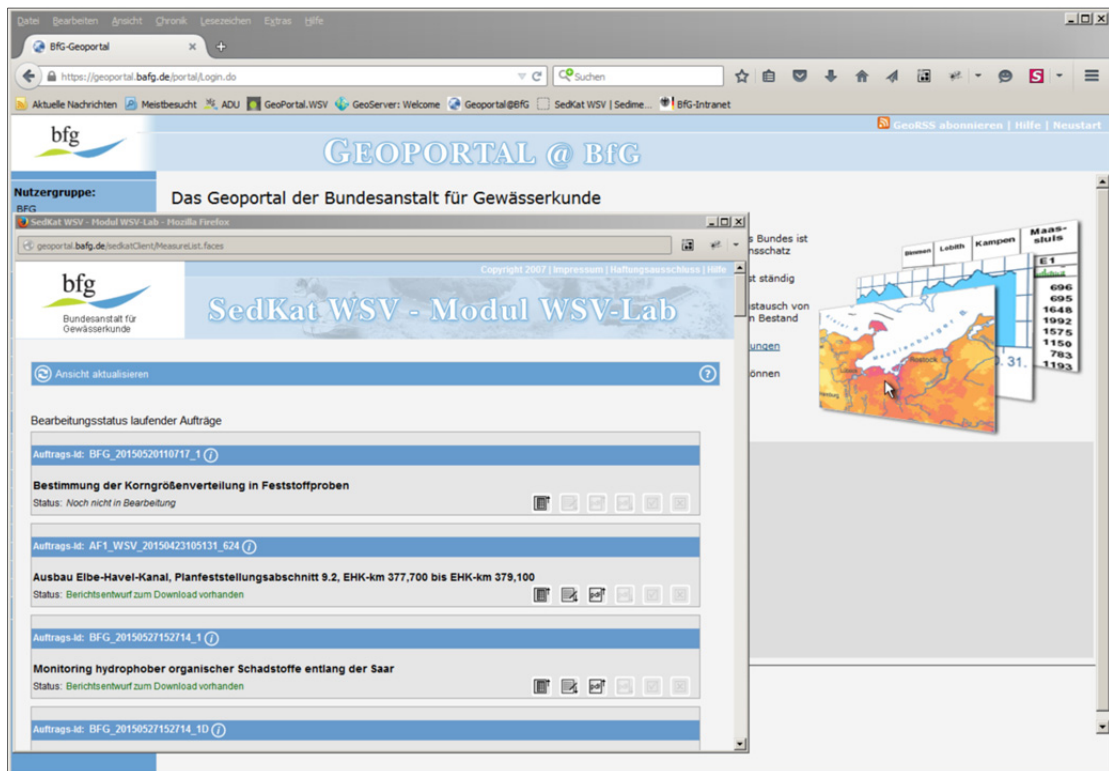 Datei Bearbeiten Ansicht Chronik Lesezeichen Extras Hilfe
BfG-Geoportal
https://geoportal.bafg.de/portal/Login.do
Suchen
Aktuelle Nachrichten Meistbesucht ADU GeoPortal.WSV GeoServer: Welcome Geoportal@BfG SedKat WSV | Sedme... BfG-Intranet
GeoRSS abonnieren | Hilfe | Neustart
bfg
GEOPORTAL @ BfG
Nutzergruppe:
BFG
Das Geoportal der Bundesanstalt für Gewässerkunde
SedKat WSV - Modul WSV-Lab - Mozilla Firefox
geoportal.bafg.de/sedkatClient/MeasureList.faces
Copyright 2007 | Impressum | Haftungsausschluss | Hilfe
bfg
Bundesanstalt für
Gewässerkunde
SedKat WSV - Modul WSV-Lab
Ansicht aktualisieren
Bearbeitungsstatus laufender Aufträge
Auftrags-Id: BFG_20150520110717_1
Bestimmung der Korngrößenverteilung in Feststoffproben
Status: Noch nicht in Bearbeitung
Auftrags-Id: AF1_WSV_20150423105131_624
Ausbau Elbe-Havel-Kanal, Planfeststellungsabschnitt 9.2, EHK-km 377,700 bis EHK-km 379,100
Status: Berichtsentwurf zum Download vorhanden
pdf
Auftrags-Id: BFG_20150527152714_1
Monitoring hydrophober organischer Schadstoffe entlang der Saar
Status: Berichtsentwurf zum Download vorhanden
pdf
Auftrags-Id: BFG_20150527152714_1D
s Bundes ist
nsschatz
st ständig
stausch von
n Bestand
ungen
önnen
Bimmen Lobith Kampen Maas-
sluis
E1
696
695
1648
1992
1575
1150
783
1193
31.
Rostock